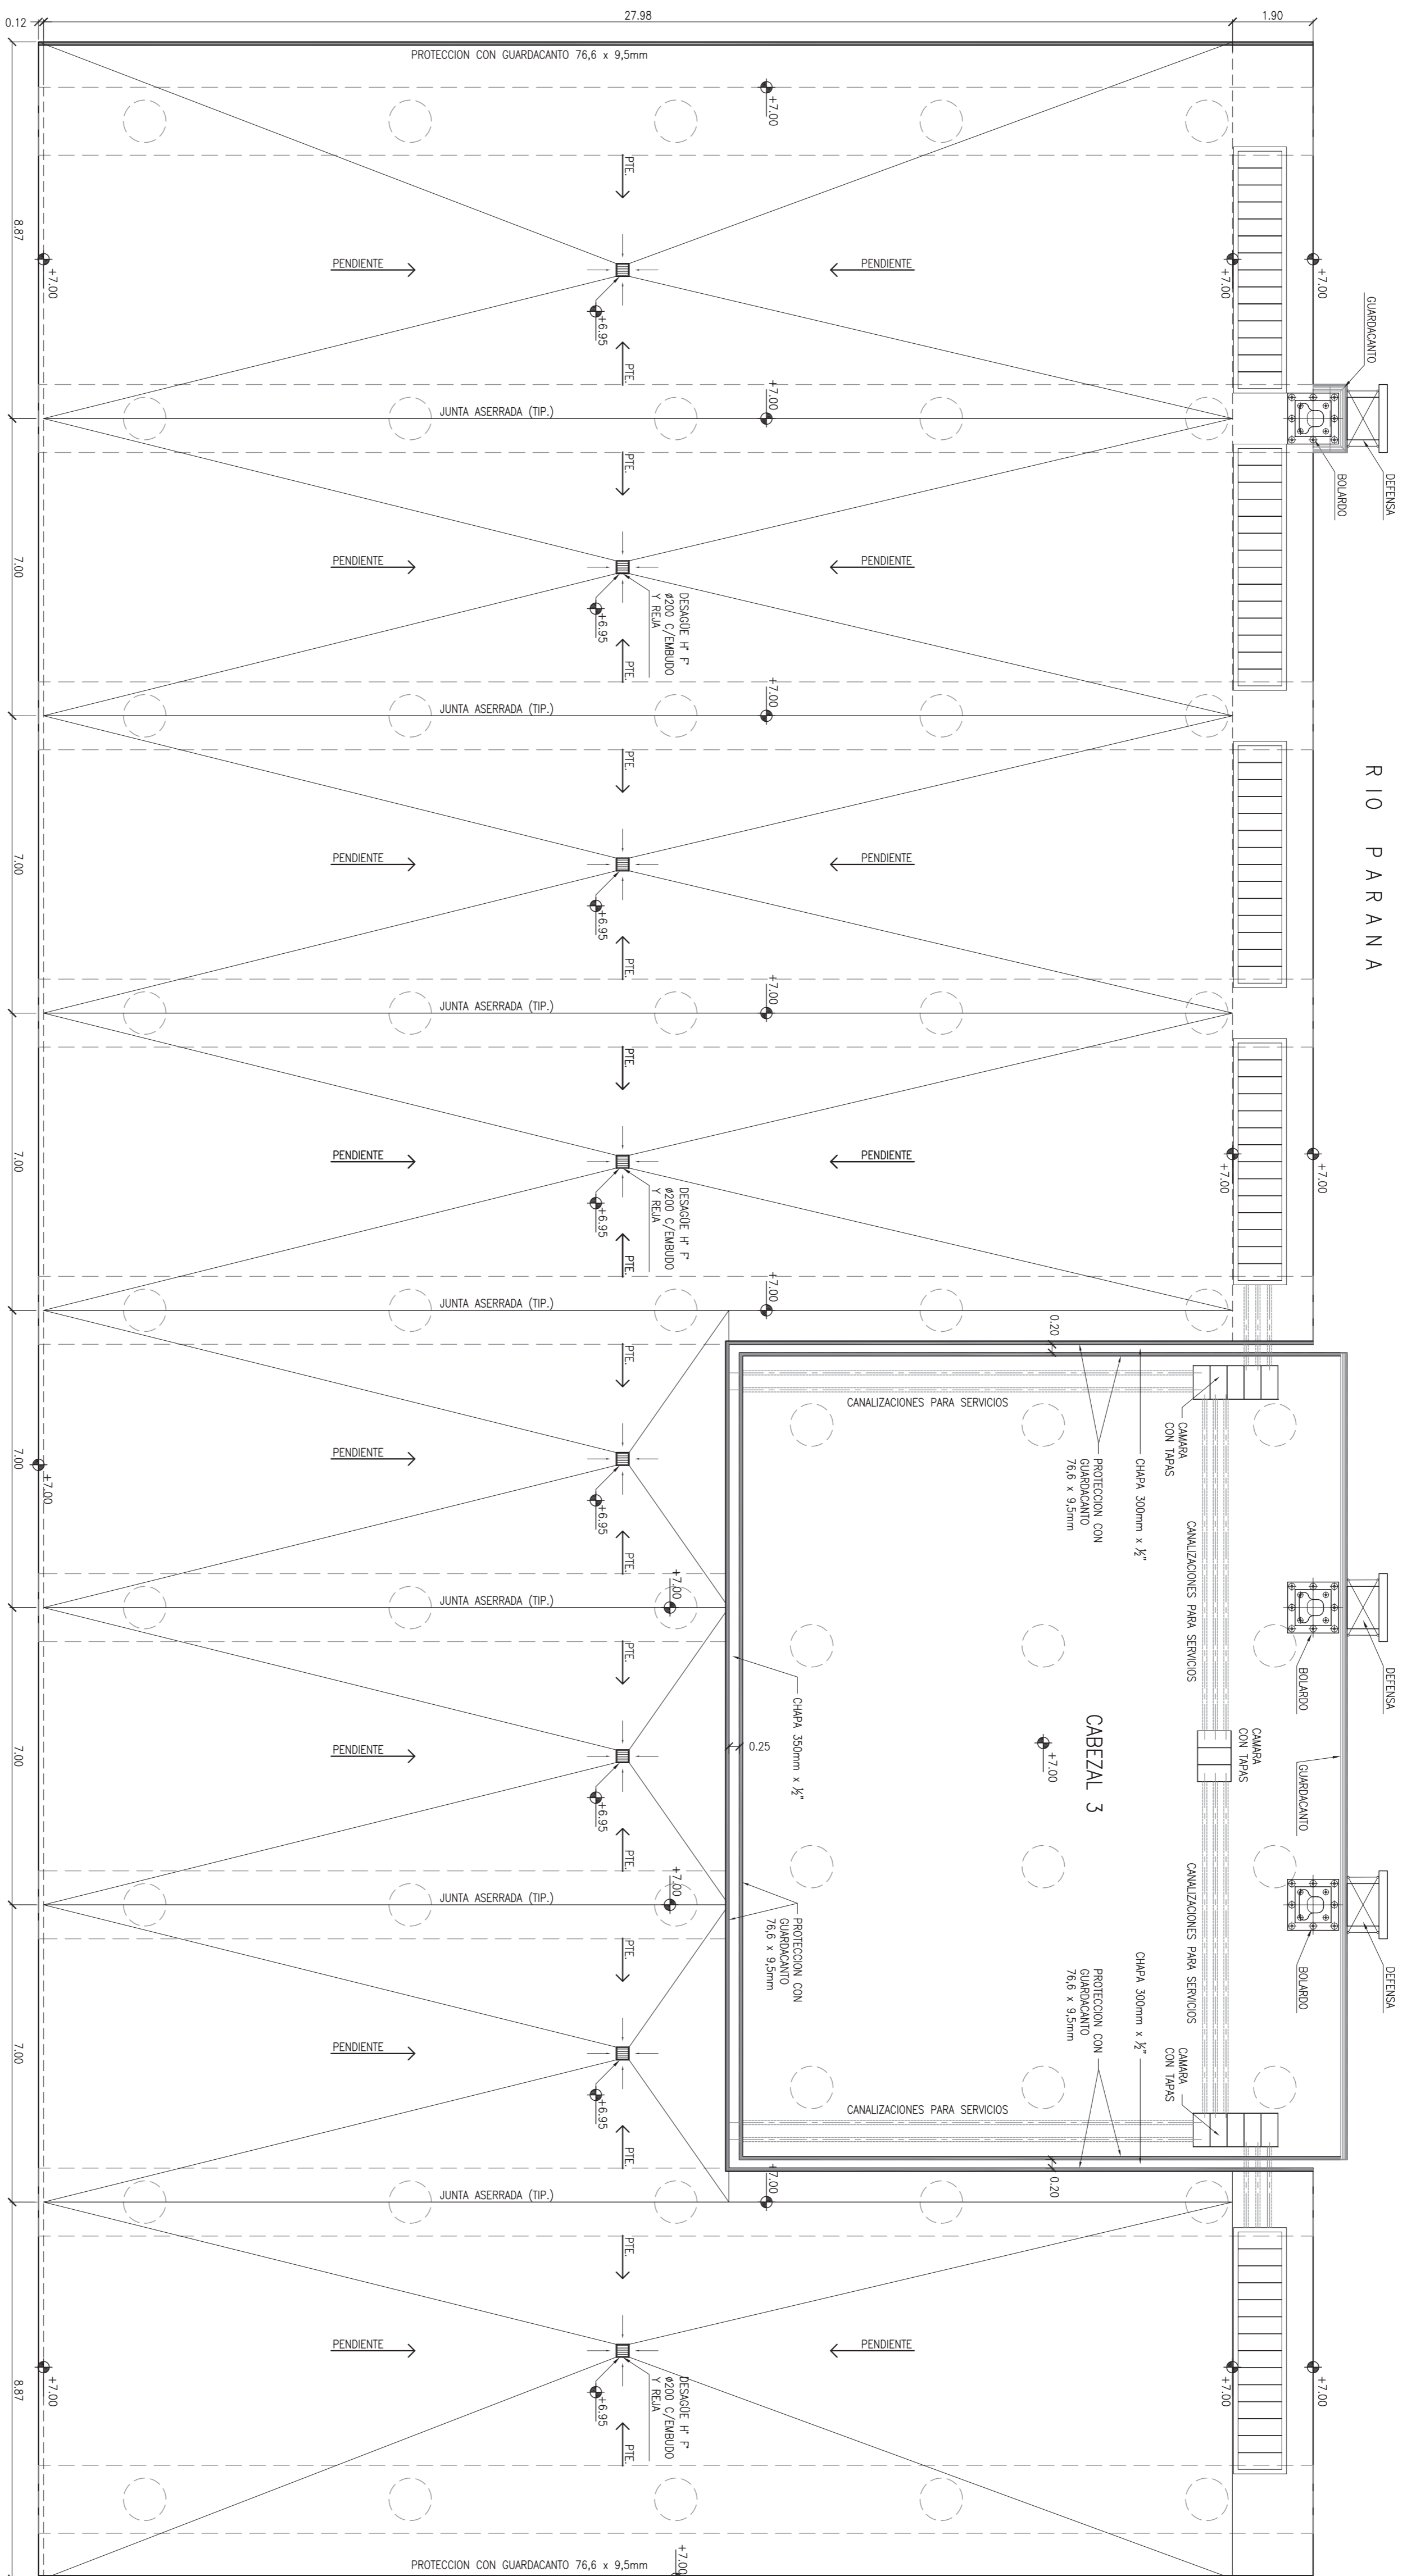 0.12
27.98
1.90
PROTECCION CON GUARDACANTO 76,6 x 9,5mm
+7.00
PTE.
8.87
+7.00
PENDIENTE
PENDIENTE
+7.00
+7.00
GUARDACANTO
+6.95
PTE.
JUNTA ASERRADA (TIP.)
+7.00
BOLARDO
DEFENSA
PTE.
7.00
PENDIENTE
PENDIENTE
DESAGÜE H° F°
Ø200 C/EMBUDO
Y REJA
+6.95
PTE.
JUNTA ASERRADA (TIP.)
+7.00
PTE.
RIO PARANA
7.00
PENDIENTE
PENDIENTE
+6.95
PTE.
JUNTA ASERRADA (TIP.)
+7.00
PTE.
7.00
PENDIENTE
PENDIENTE
+7.00
+7.00
DESAGÜE H° F°
Ø200 C/EMBUDO
Y REJA
+6.95
PTE.
JUNTA ASERRADA (TIP.)
+7.00
0.20
PTE.
CANALIZACIONES PARA SERVICIOS
CAMARA
CON TAPAS
7.00
PENDIENTE
+7.00
+6.95
PROTECCION CON
GUARDACANTO
76,6 x 9,5mm
CHAPA 300mm x ½"
CANALIZACIONES PARA SERVICIOS
PTE.
JUNTA ASERRADA (TIP.)
+7.00
BOLARDO
DEFENSA
PTE.
CHAPA 350mm x ½"
7.00
PENDIENTE
0.25
+7.00
CABEZAL 3
CAMARA
CON TAPAS
GUARDACANTO
+6.95
PTE.
JUNTA ASERRADA (TIP.)
+7.00
CANALIZACIONES PARA SERVICIOS
PROTECCION CON
GUARDACANTO
76,6 x 9,5mm
BOLARDO
DEFENSA
PTE.
CHAPA 300mm x ½"
PROTECCION CON
GUARDACANTO
76,6 x 9,5mm
7.00
PENDIENTE
CAMARA
CON TAPAS
+6.95
CANALIZACIONES PARA SERVICIOS
PTE.
JUNTA ASERRADA (TIP.)
+7.00
0.20
PTE.
PENDIENTE
PENDIENTE
8.87
+7.00
+7.00
+7.00
DESAGÜE H° F°
Ø200 C/EMBUDO
Y REJA
+6.95
PTE.
PROTECCION CON GUARDACANTO 76,6 x 9,5mm
+7.00